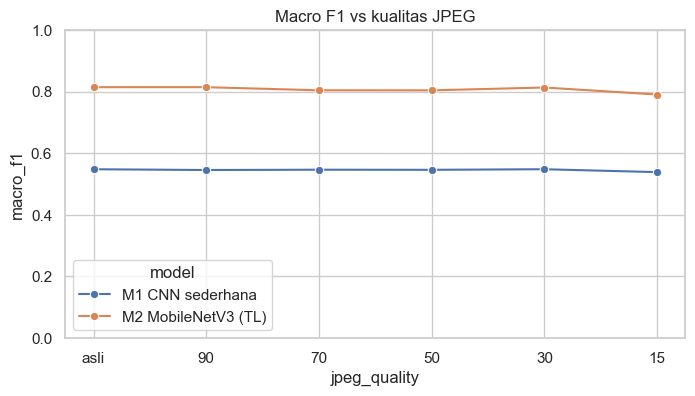 Macro F1 vs kualitas JPEG
macro_f1
1.0
0.8
0.6
0.4
0.2
0.0
model
M1 CNN sederhana
M2 MobileNetV3 (TL)
asli 90 70 50 30 15
jpeg_quality